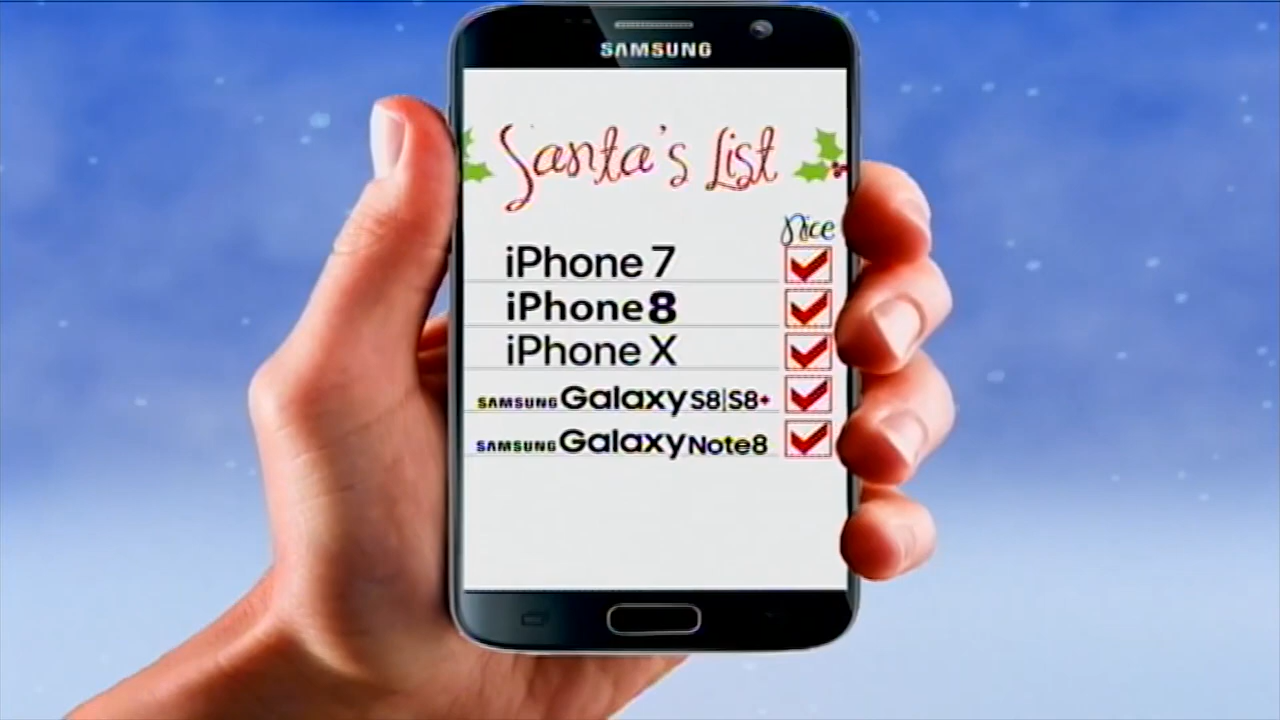 SAMSUNG
Santa's List
Nice
iPhone 7
iPhone 8
iPhone X
SAMSUNG Galaxy S8|S8+
SAMSUNG Galaxy Note8